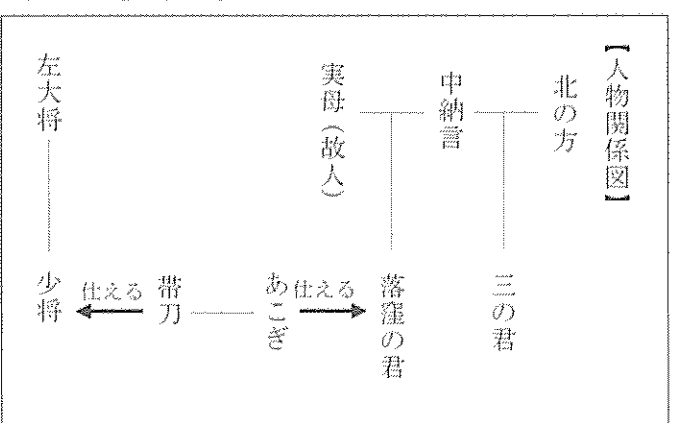 【人物関係図】
北の方
中納言
実母（故人）
左大将
三の君
落窪の君
仕える
あこぎ
帯刀
仕える
少将